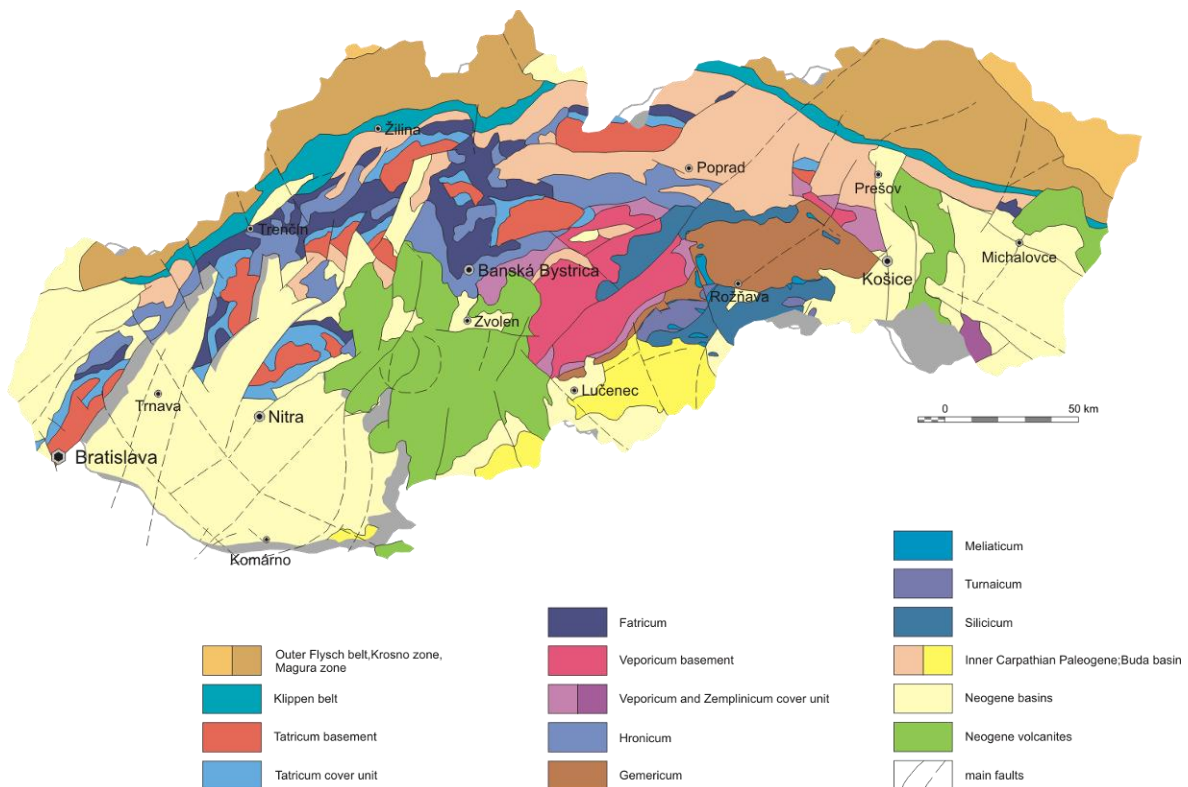 Žilina
Poprad
Prešov
Trenčín
Michalovce
Košice
Banská Bystrica
Rožňava
Zvolen
Lučenec
Trnava
Nitra
Bratislava
Komárno
0 50 km
Outer Flysch belt,Krosno zone,
Magura zone
Klippen belt
Tatricum basement
Tatricum cover unit
Fatricum
Veporicum basement
Veporicum and Zemplinicum cover unit
Hronicum
Gemericum
Meliaticum
Turnaicum
Silicicum
Inner Carpathian Paleogene;Buda basin
Neogene basins
Neogene volcanites
main faults